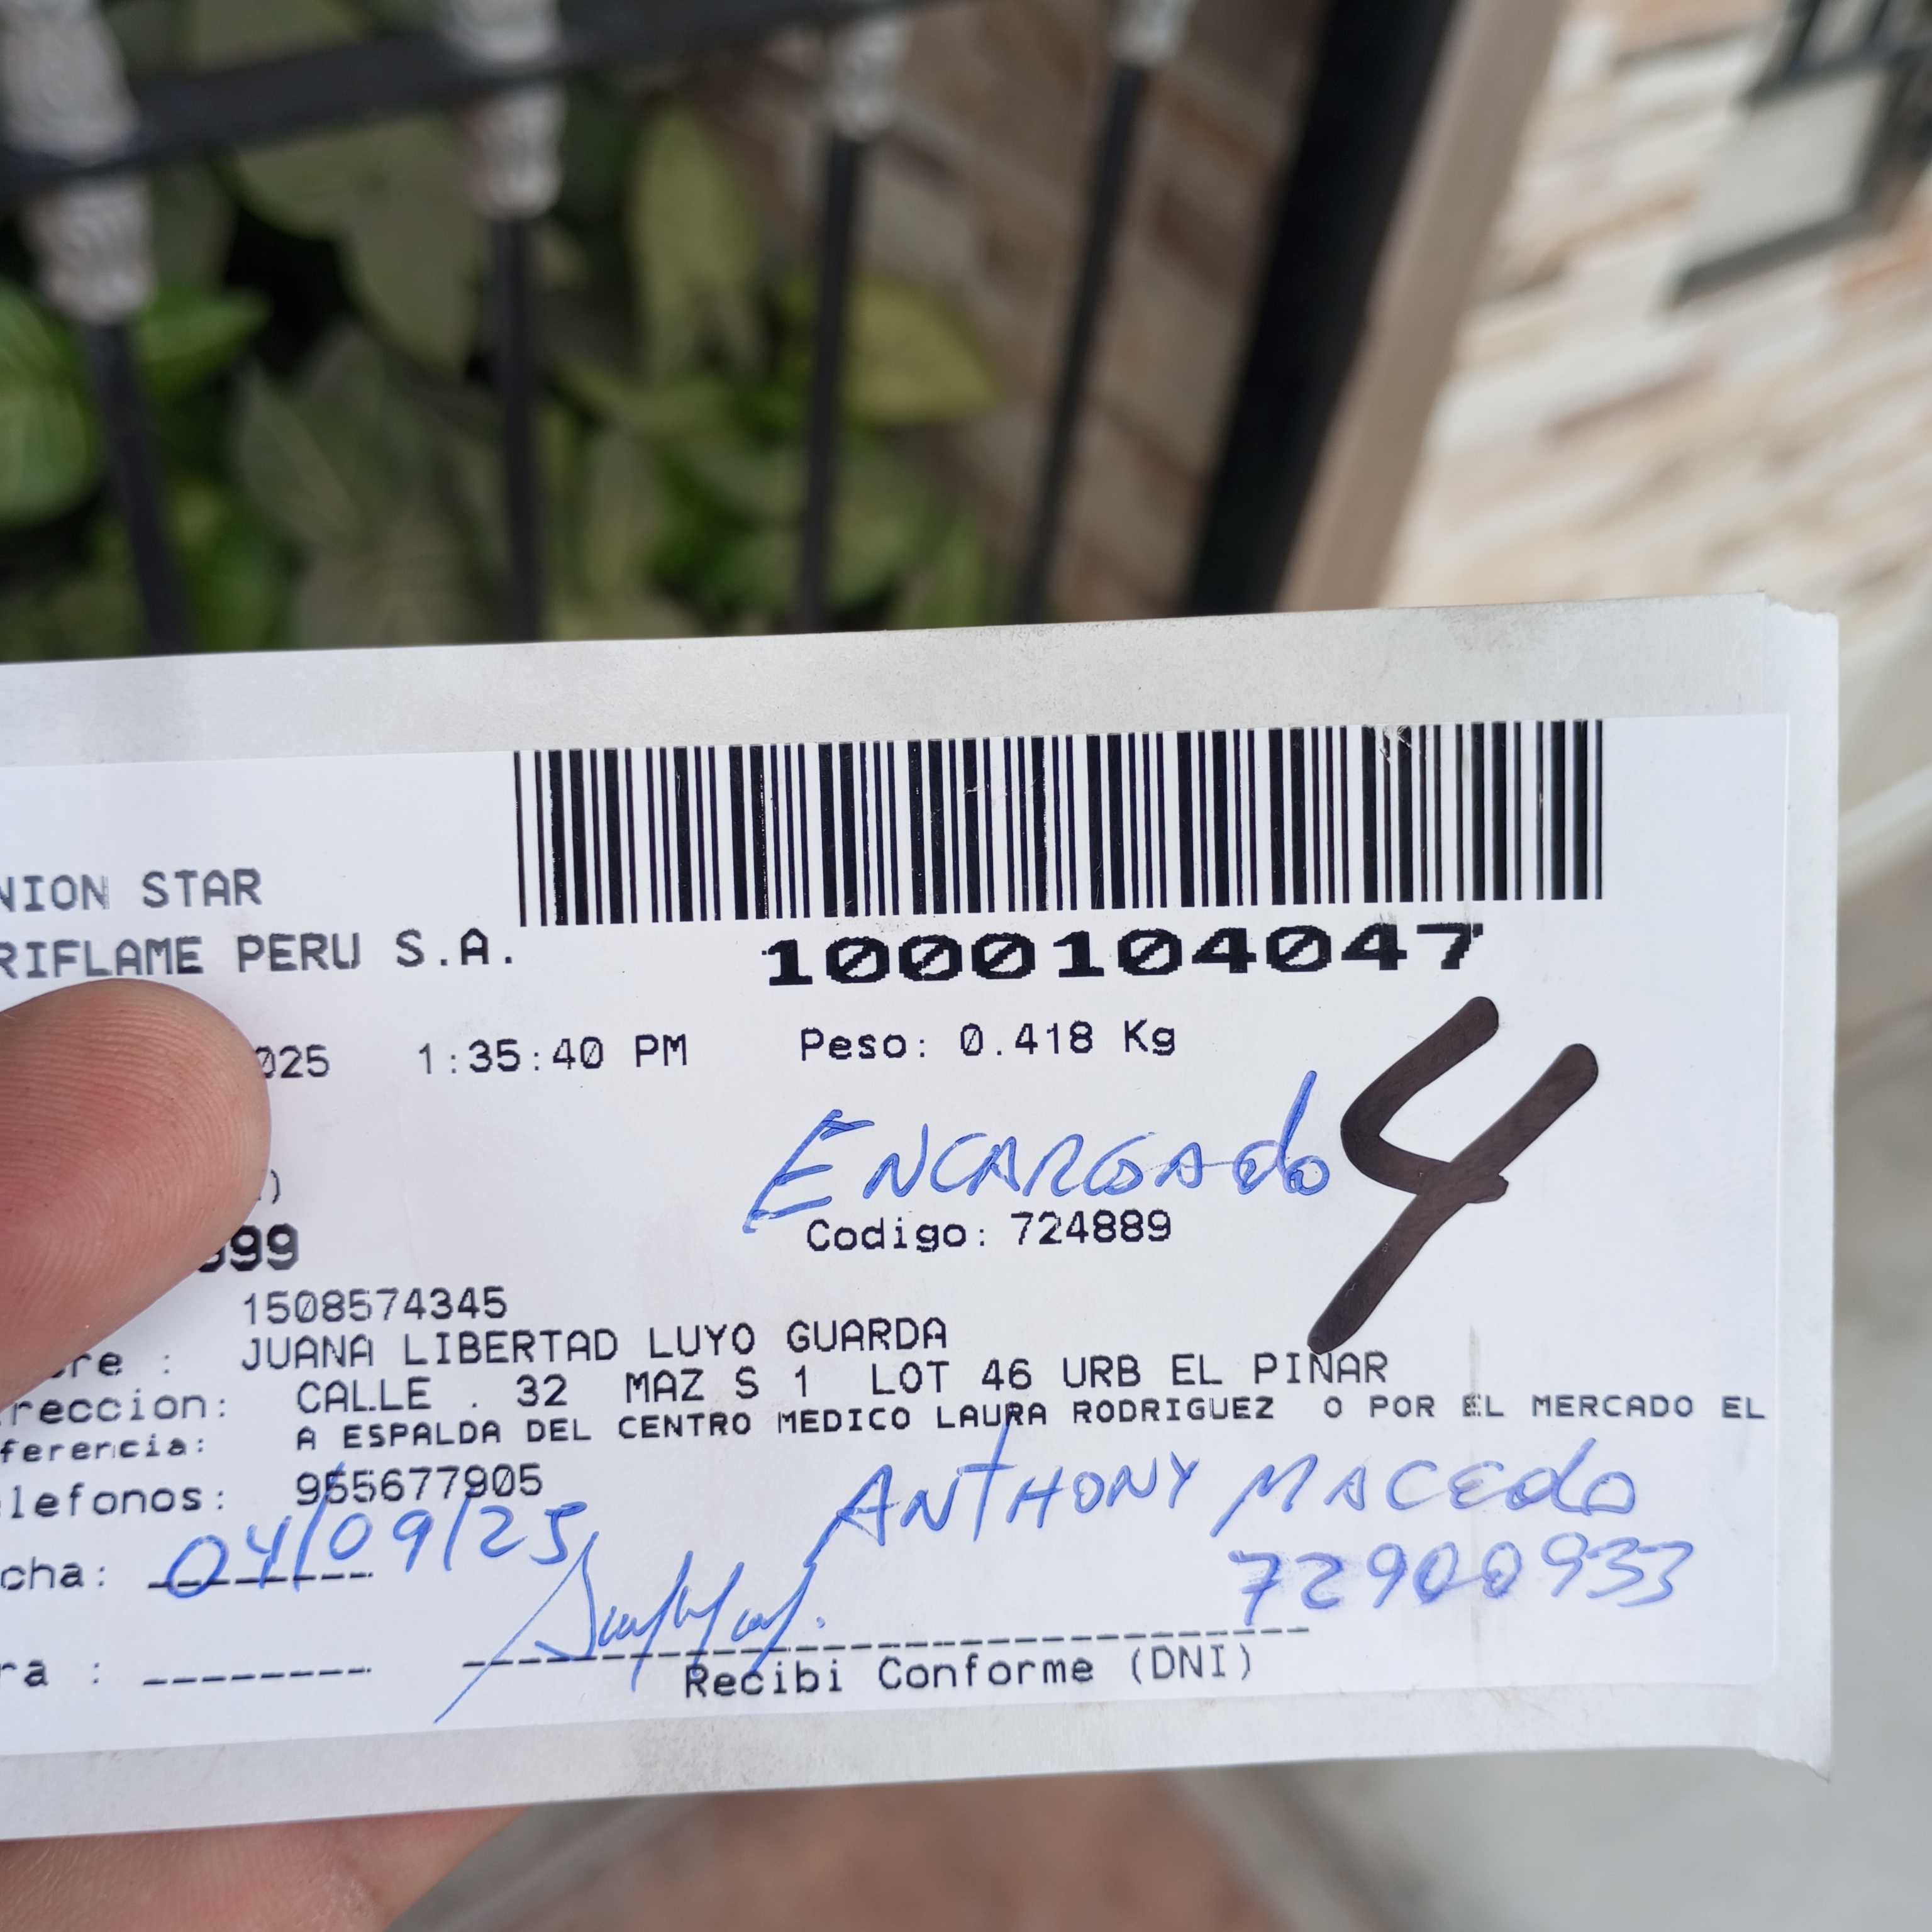 NION STAR
RIFLAME PERU S.A.
1000104047
025 1:35:40 PM Peso: 0.418 Kg
ENCARGADO 4
999 Codigo: 724889
1508574345
re : JUANA LIBERTAD LUYO GUARDA
reccion: CALLE . 32 MAZ S 1 LOT 46 URB EL PINAR
ferencia: A ESPALDA DEL CENTRO MEDICO LAURA RODRIGUEZ O POR EL MERCADO EL
lefonos: 955677905
ANTHONY MACEDO
cha: 04/09/25
72900933
ra :
Recibi Conforme (DNI)